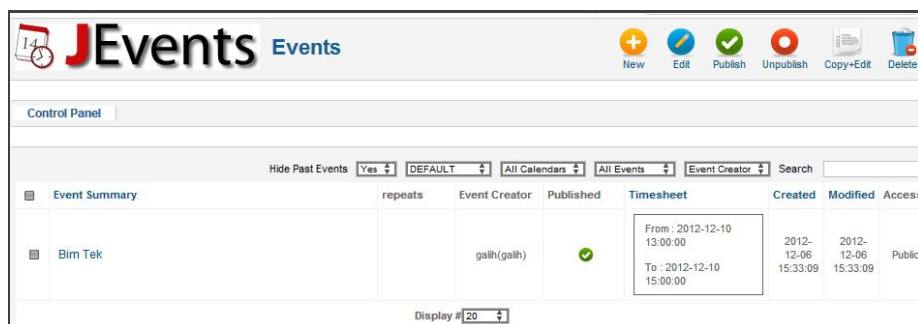 14 JEvents Events
New Edit Publish Unpublish Copy+Edit Delete
Control Panel
Hide Past Events Yes DEFAULT All Calendars All Events Event Creator Search
Event Summary repeats Event Creator Published Timesheet Created Modified Access
Bim Tek galih(galih) From : 2012-12-10 13:00:00 To : 2012-12-10 15:00:00 2012-12-06 15:33:09 2012-12-06 15:33:09 Public
Display # 20